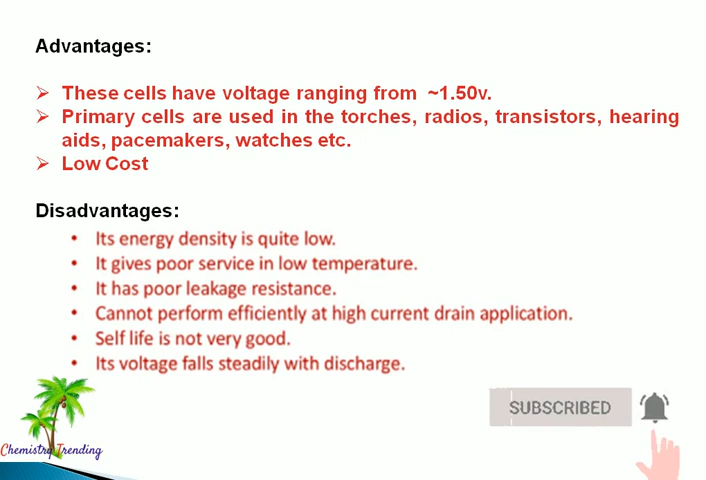 Advantages:
➢ These cells have voltage ranging from ~1.50v.
➢ Primary cells are used in the torches, radios, transistors, hearing
aids, pacemakers, watches etc.
➢ Low Cost
Disadvantages:
• Its energy density is quite low.
• It gives poor service in low temperature.
• It has poor leakage resistance.
• Cannot perform efficiently at high current drain application.
• Self life is not very good.
• Its voltage falls steadily with discharge.
SUBSCRIBED
Chemistry Trending